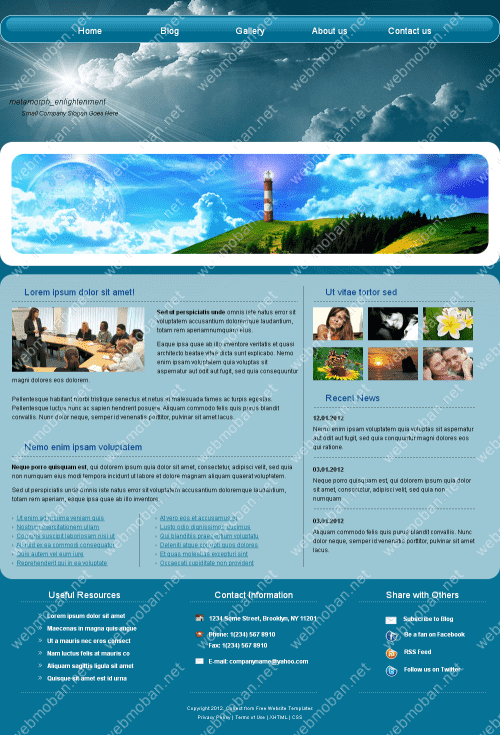 Home Blog Gallery About us Contact us
metamorph_enlightenment
Small Company Slogan Goes Here
Lorem ipsum dolor sit amet!
Sed ut perspiciatis unde omnis iste natus error sit
voluptatem accusantium doloremque laudantium,
totam rem aperiamnumquam eius.
Eaque ipsa quae ab illo inventore veritatis et quasi
architecto beatae vitae dicta sunt explicabo. Nemo
enim ipsam voluptatem quia voluptas sit
aspernatur aut odit aut fugit, sed quia consequuntur
magni dolores eos dolorem.
Pellentesque habitant morbi tristique senectus et netus et malesuada fames ac turpis egestas.
Pellentesque luctus nunc ac sapien hendrerit posuere. Aliquam commodo felis quis purus blandit
convallis. Nunc dolor neque, semper id venenatis porttitor, pulvinar sit amet lacus.
Nemo enim ipsam voluptatem
Neque porro quisquam est, qui dolorem ipsum quia dolor sit amet, consectetur, adipisci velit, sed quia
non numquam eius modi tempora incidunt ut labore et dolore magnam aliquam quaerat voluptatem.
Sed ut perspiciatis unde omnis iste natus error sit voluptatem accusantium doloremque laudantium,
totam rem aperiam, eaque ipsa quae ab illo inventore.
Ut enim ad minima veniam quis
Nostrum exercitationem ullam
Corporis suscipit laboriosam nisi ut
Aliquid ex ea commodi consequatur
Quis autem vel eum iure
Reprehenderit qui in ea voluptate
At vero eos et accusamus et
Iusto odio dignissimos ducimus
Qui blanditiis praesentium voluptatu
Deleniti atque corrupti quos dolores
Et quas molestias excepturi sint
Occaecati cupiditate non provident
Ut vitae tortor sed
Recent News
12.01.2012
Nemo enim ipsam voluptatem quia voluptas sit aspernatur
aut odit aut fugit, sed quia consequuntur magni dolores eos
qui ratione.
03.01.2012
Neque porro quisquam est, qui dolorem ipsum quia dolor
sit amet, consectetur, adipisci velit, sed quia non
numquam
03.01.2012
Aliquam commodo felis quis purus blandit convallis. Nunc
dolor neque, semper id venenatis porttitor, pulvinar sit amet
lacus.
Useful Resources
Lorem ipsum dolor sit amet
Maecenas in magna quis augue
Ut a mauris nec eros consect
Nam luctus felis at mauris co
Aliquam sagittis ligula sit amet
Quisque sit amet est id urna
Contact Information
1234 Some Street, Brooklyn, NY 11201
Phone: 1(234) 567 8910
Fax: 1(234) 567 8910
E-mail: companyname@yahoo.com
Share with Others
Subscribe to Blog
Be a fan on Facebook
RSS Feed
Follow us on Twitter
Copyright 2012. Collect from Free Website Templates
Privacy Policy | Terms of Use | XHTML | CSS
webmoban.net